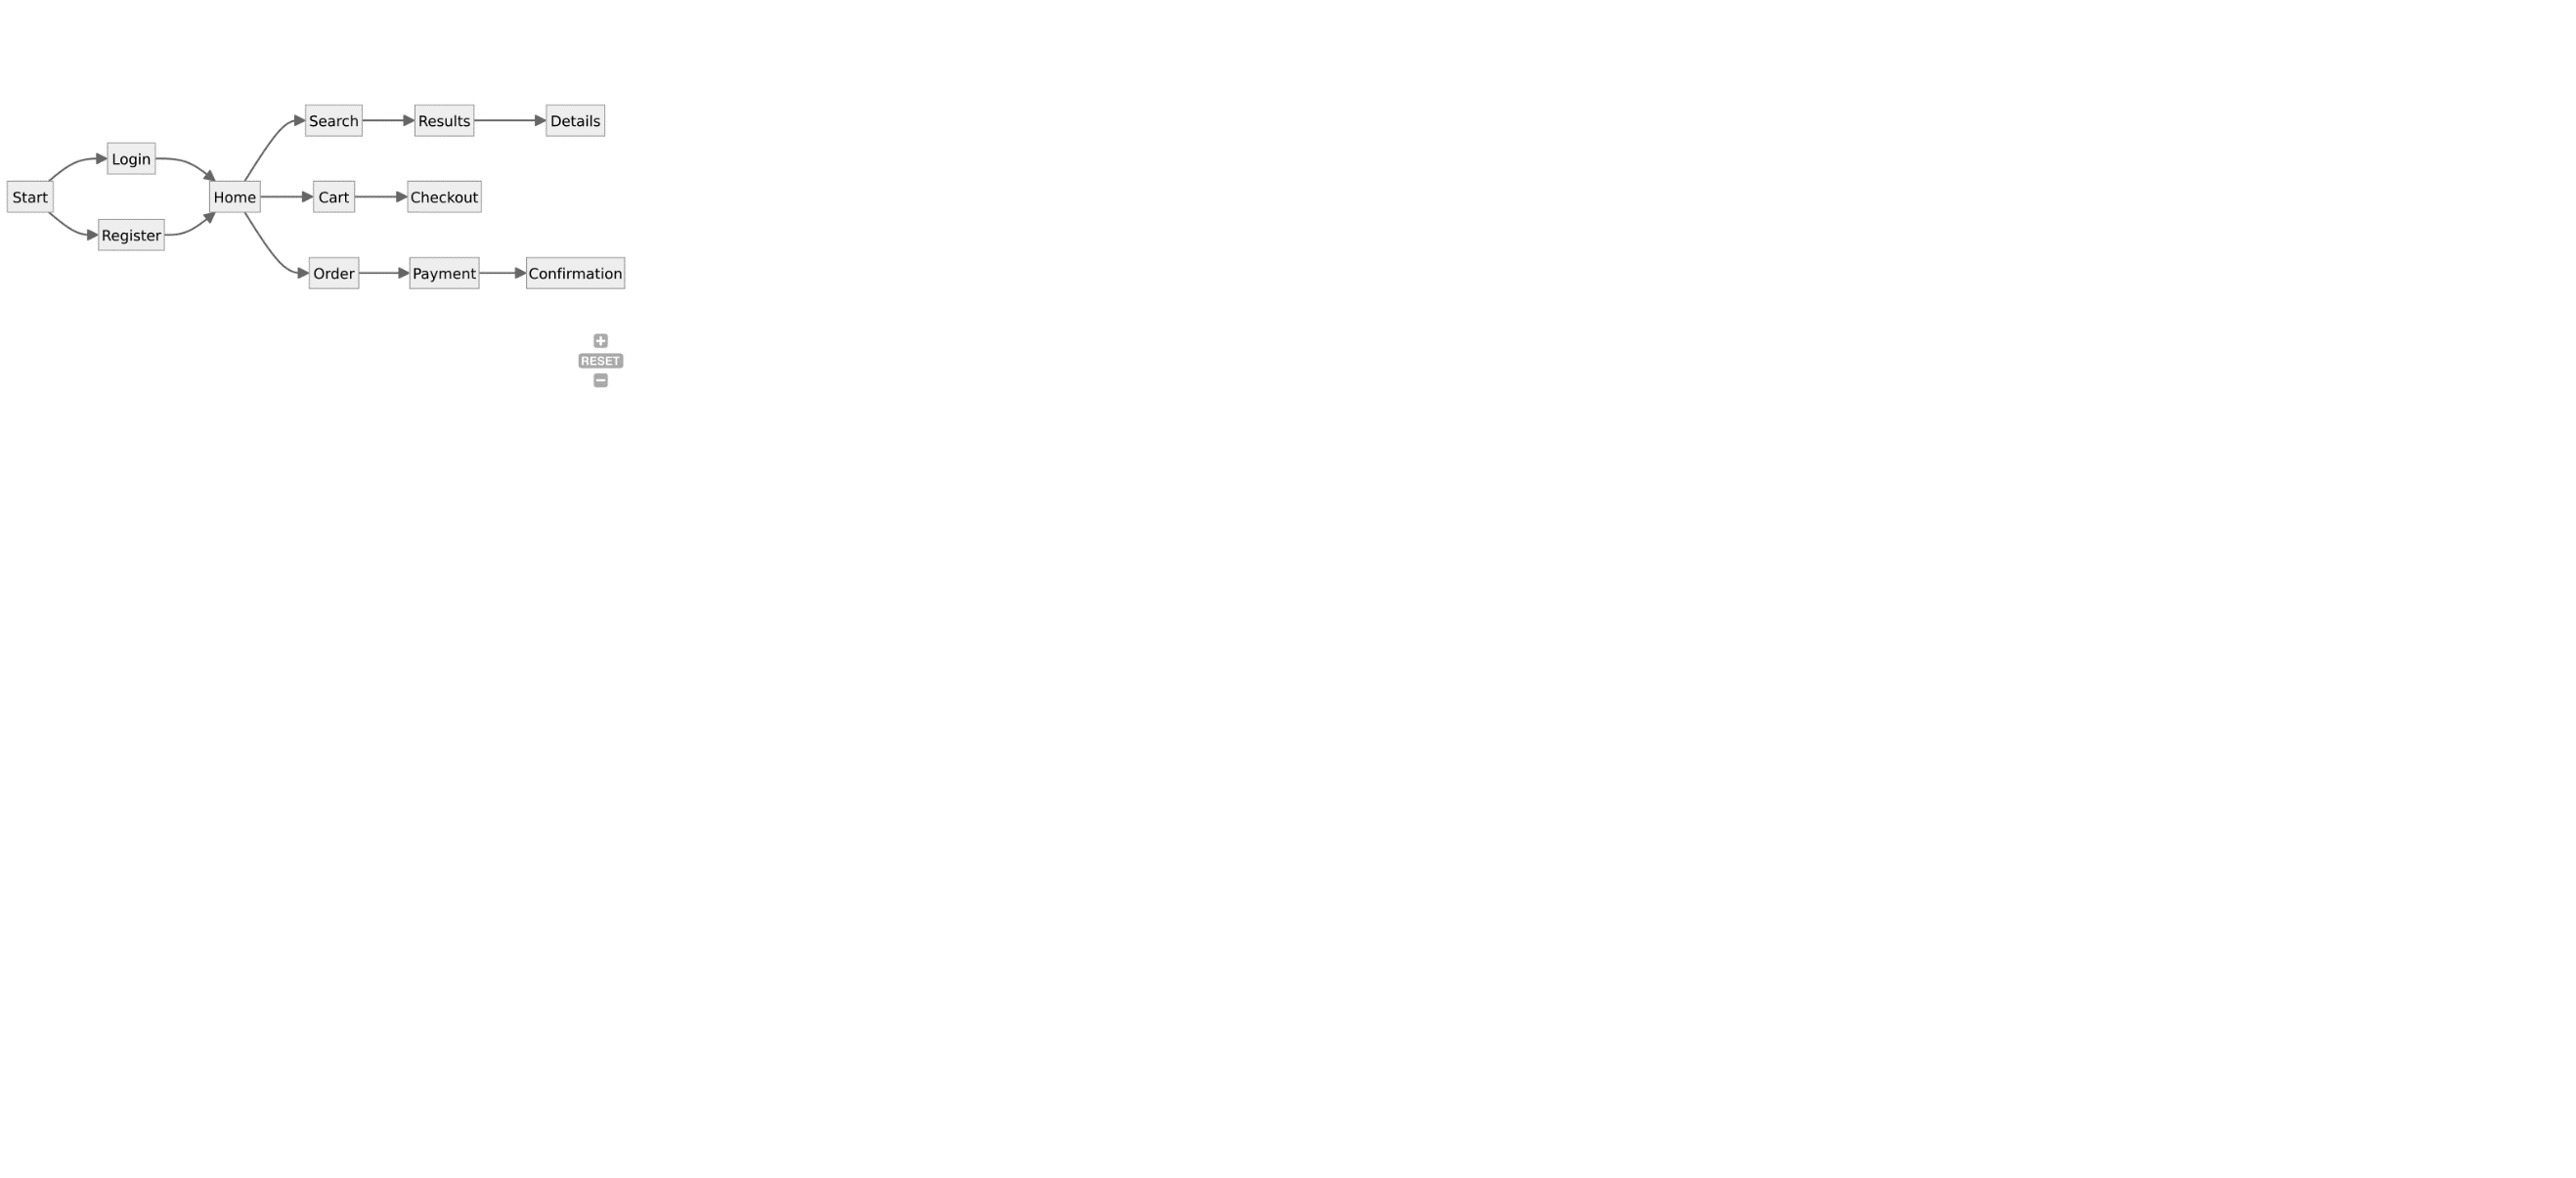 Search
Results
Details
Login
Start
Home
Cart
Checkout
Register
Order
Payment
Confirmation
RESET